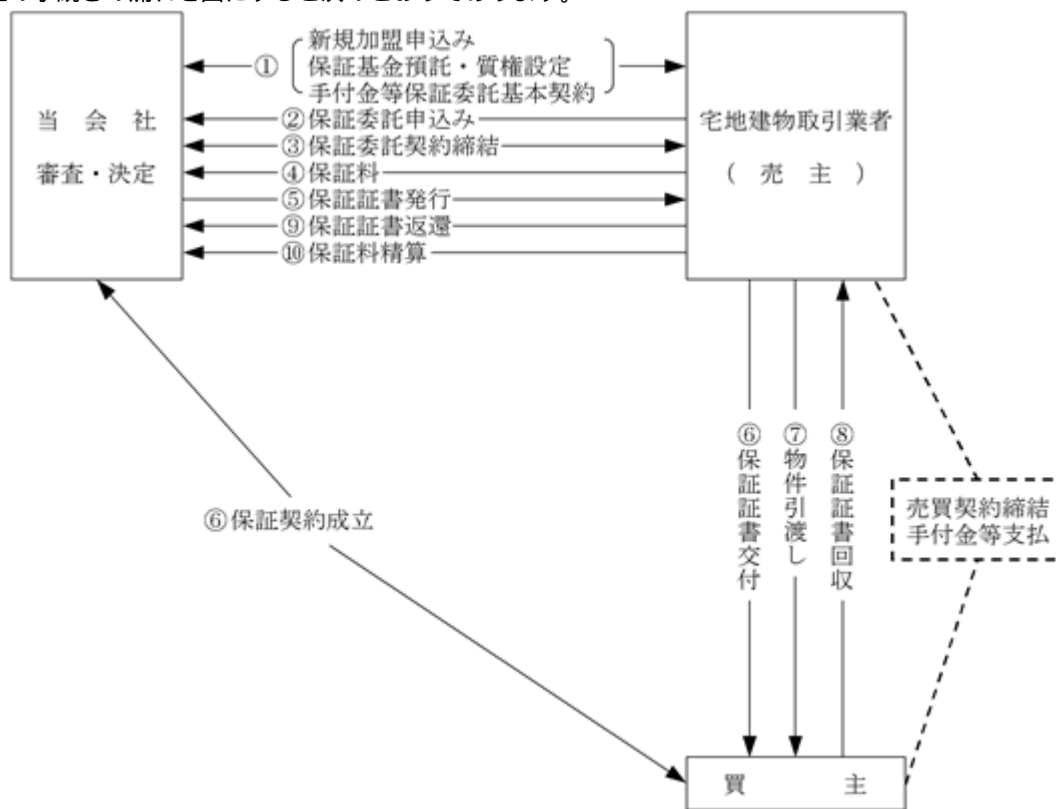 新規加盟申込み
① 保証基金預託・質権設定
手付金等保証委託基本契約
当会社
審査・決定
②保証委託申込み
③保証委託契約締結
④保証料
⑤保証証書発行
⑨保証証書返還
⑩保証料精算
宅地建物取引業者
(売主)
⑥保証契約成立
⑥保証証書交付
⑦物件引渡し
⑧保証証書回収
売買契約締結
手付金等支払
買主